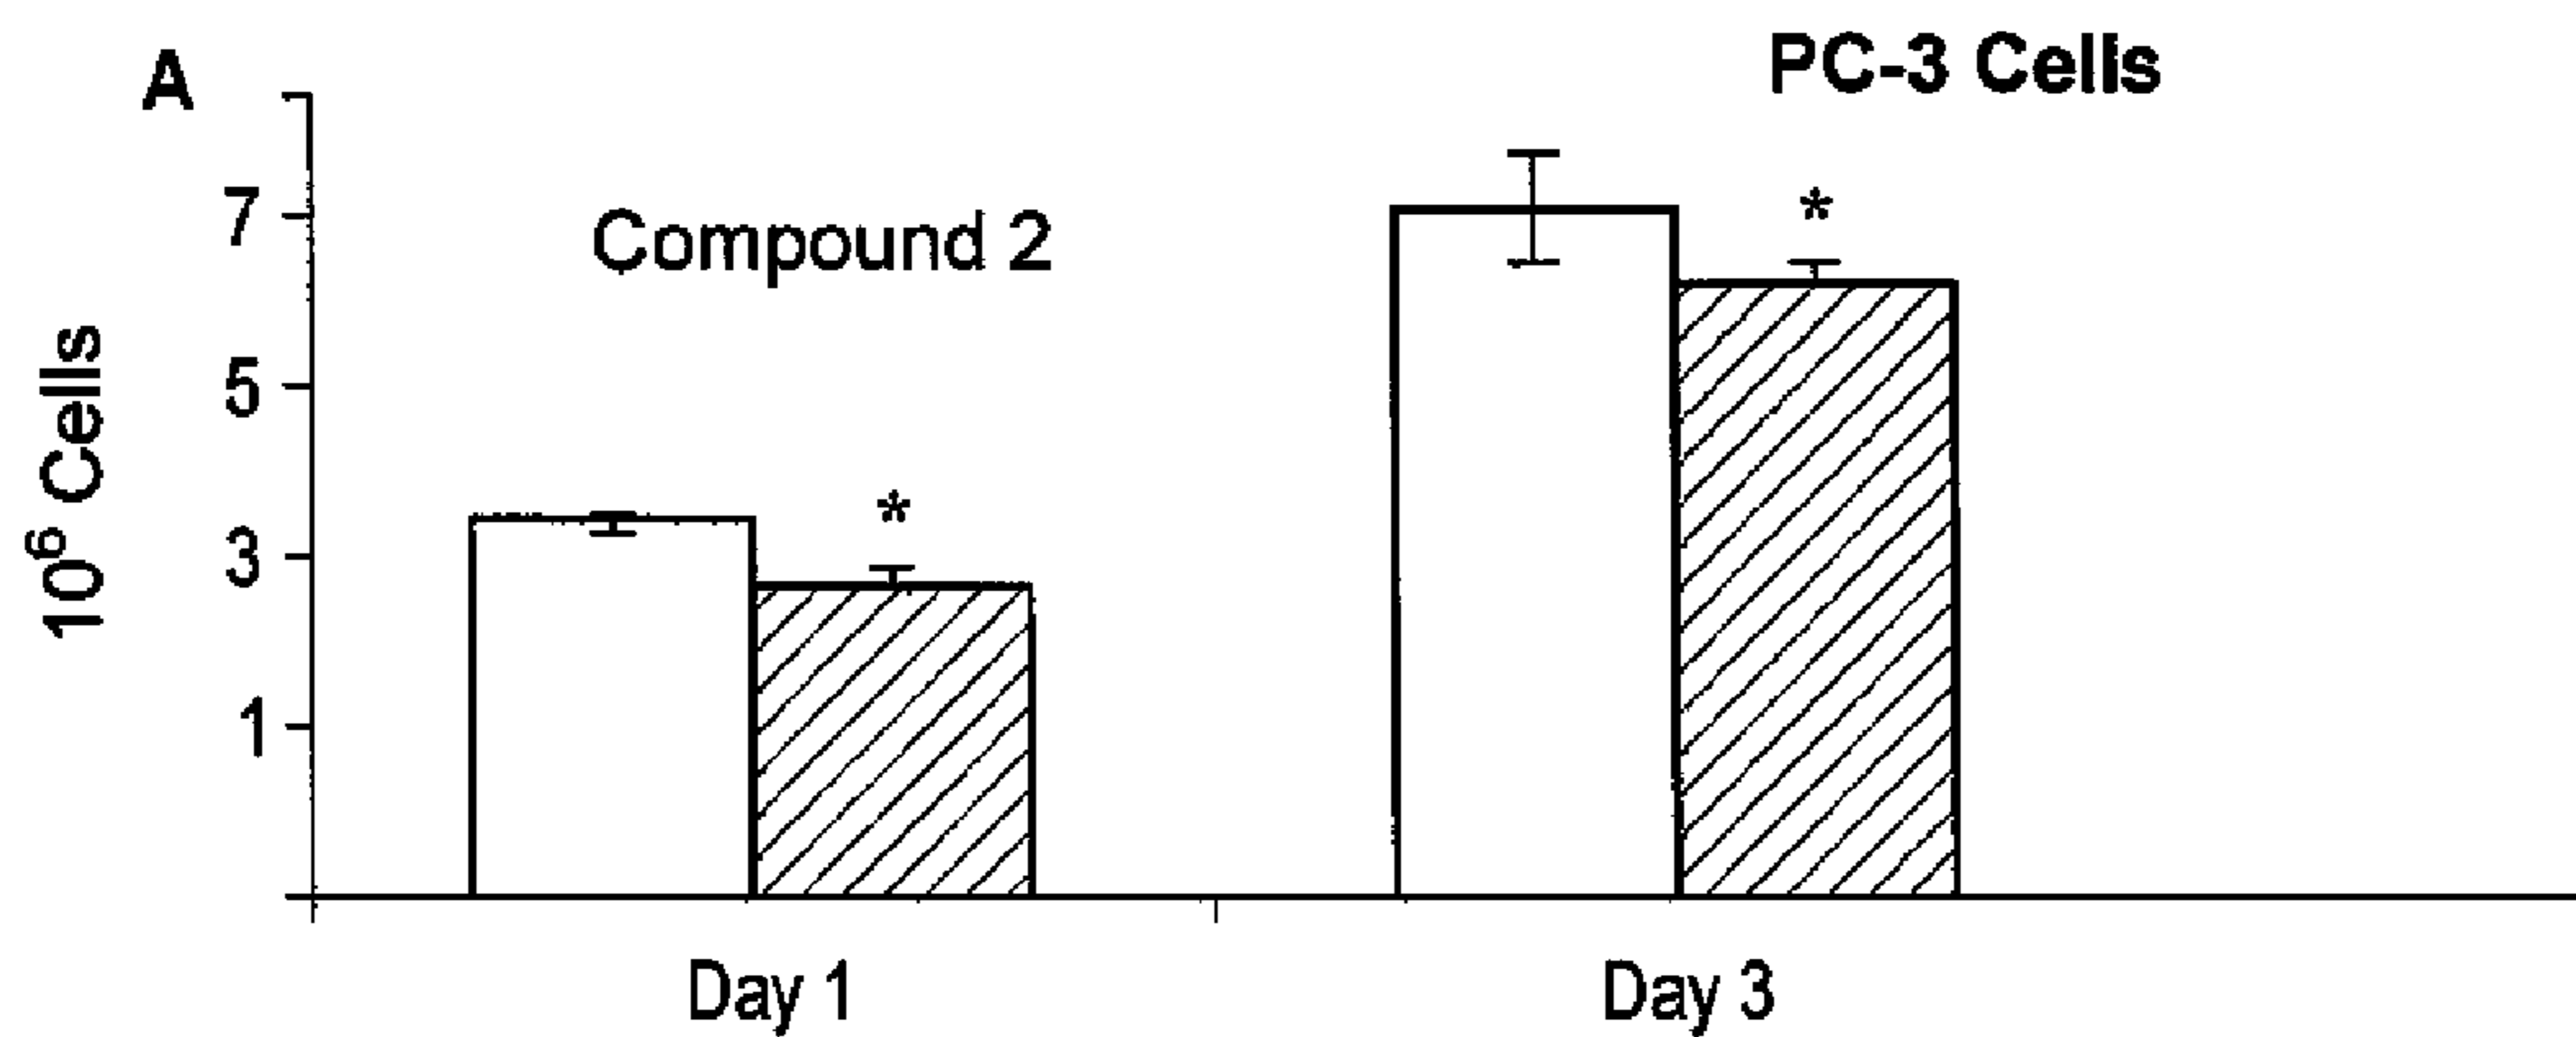 A
PC-3 Cells
Compound 2
10⁶ Cells
7
5
3
1
*
*
Day 1
Day 3